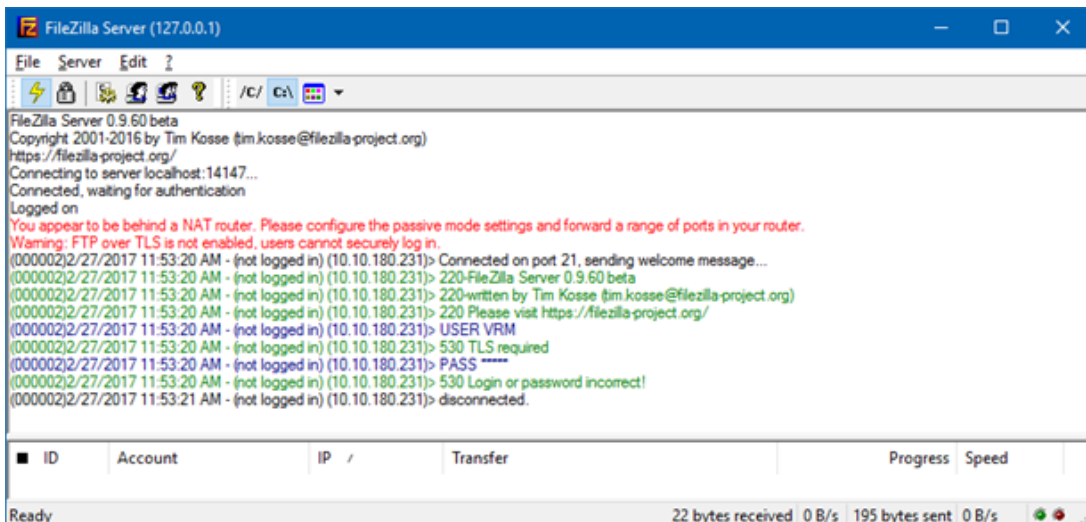 FileZilla Server (127.0.0.1)
File Server Edit ?
/C/ C:\
FileZilla Server 0.9.60 beta
Copyright 2001-2016 by Tim Kosse (tim.kosse@filezilla-project.org)
https://filezilla-project.org/
Connecting to server localhost:14147...
Connected, waiting for authentication
Logged on
You appear to be behind a NAT router. Please configure the passive mode settings and forward a range of ports in your router.
Warning: FTP over TLS is not enabled, users cannot securely log in.
(000002)2/27/2017 11:53:20 AM - (not logged in) (10.10.180.231)> Connected on port 21, sending welcome message...
(000002)2/27/2017 11:53:20 AM - (not logged in) (10.10.180.231)> 220-FileZilla Server 0.9.60 beta
(000002)2/27/2017 11:53:20 AM - (not logged in) (10.10.180.231)> 220-written by Tim Kosse (tim.kosse@filezilla-project.org)
(000002)2/27/2017 11:53:20 AM - (not logged in) (10.10.180.231)> 220 Please visit https://filezilla-project.org/
(000002)2/27/2017 11:53:20 AM - (not logged in) (10.10.180.231)> USER VRM
(000002)2/27/2017 11:53:20 AM - (not logged in) (10.10.180.231)> 530 TLS required
(000002)2/27/2017 11:53:20 AM - (not logged in) (10.10.180.231)> PASS *****
(000002)2/27/2017 11:53:20 AM - (not logged in) (10.10.180.231)> 530 Login or password incorrect!
(000002)2/27/2017 11:53:21 AM - (not logged in) (10.10.180.231)> disconnected.
ID Account IP / Transfer Progress Speed
Ready 22 bytes received 0 B/s 195 bytes sent 0 B/s